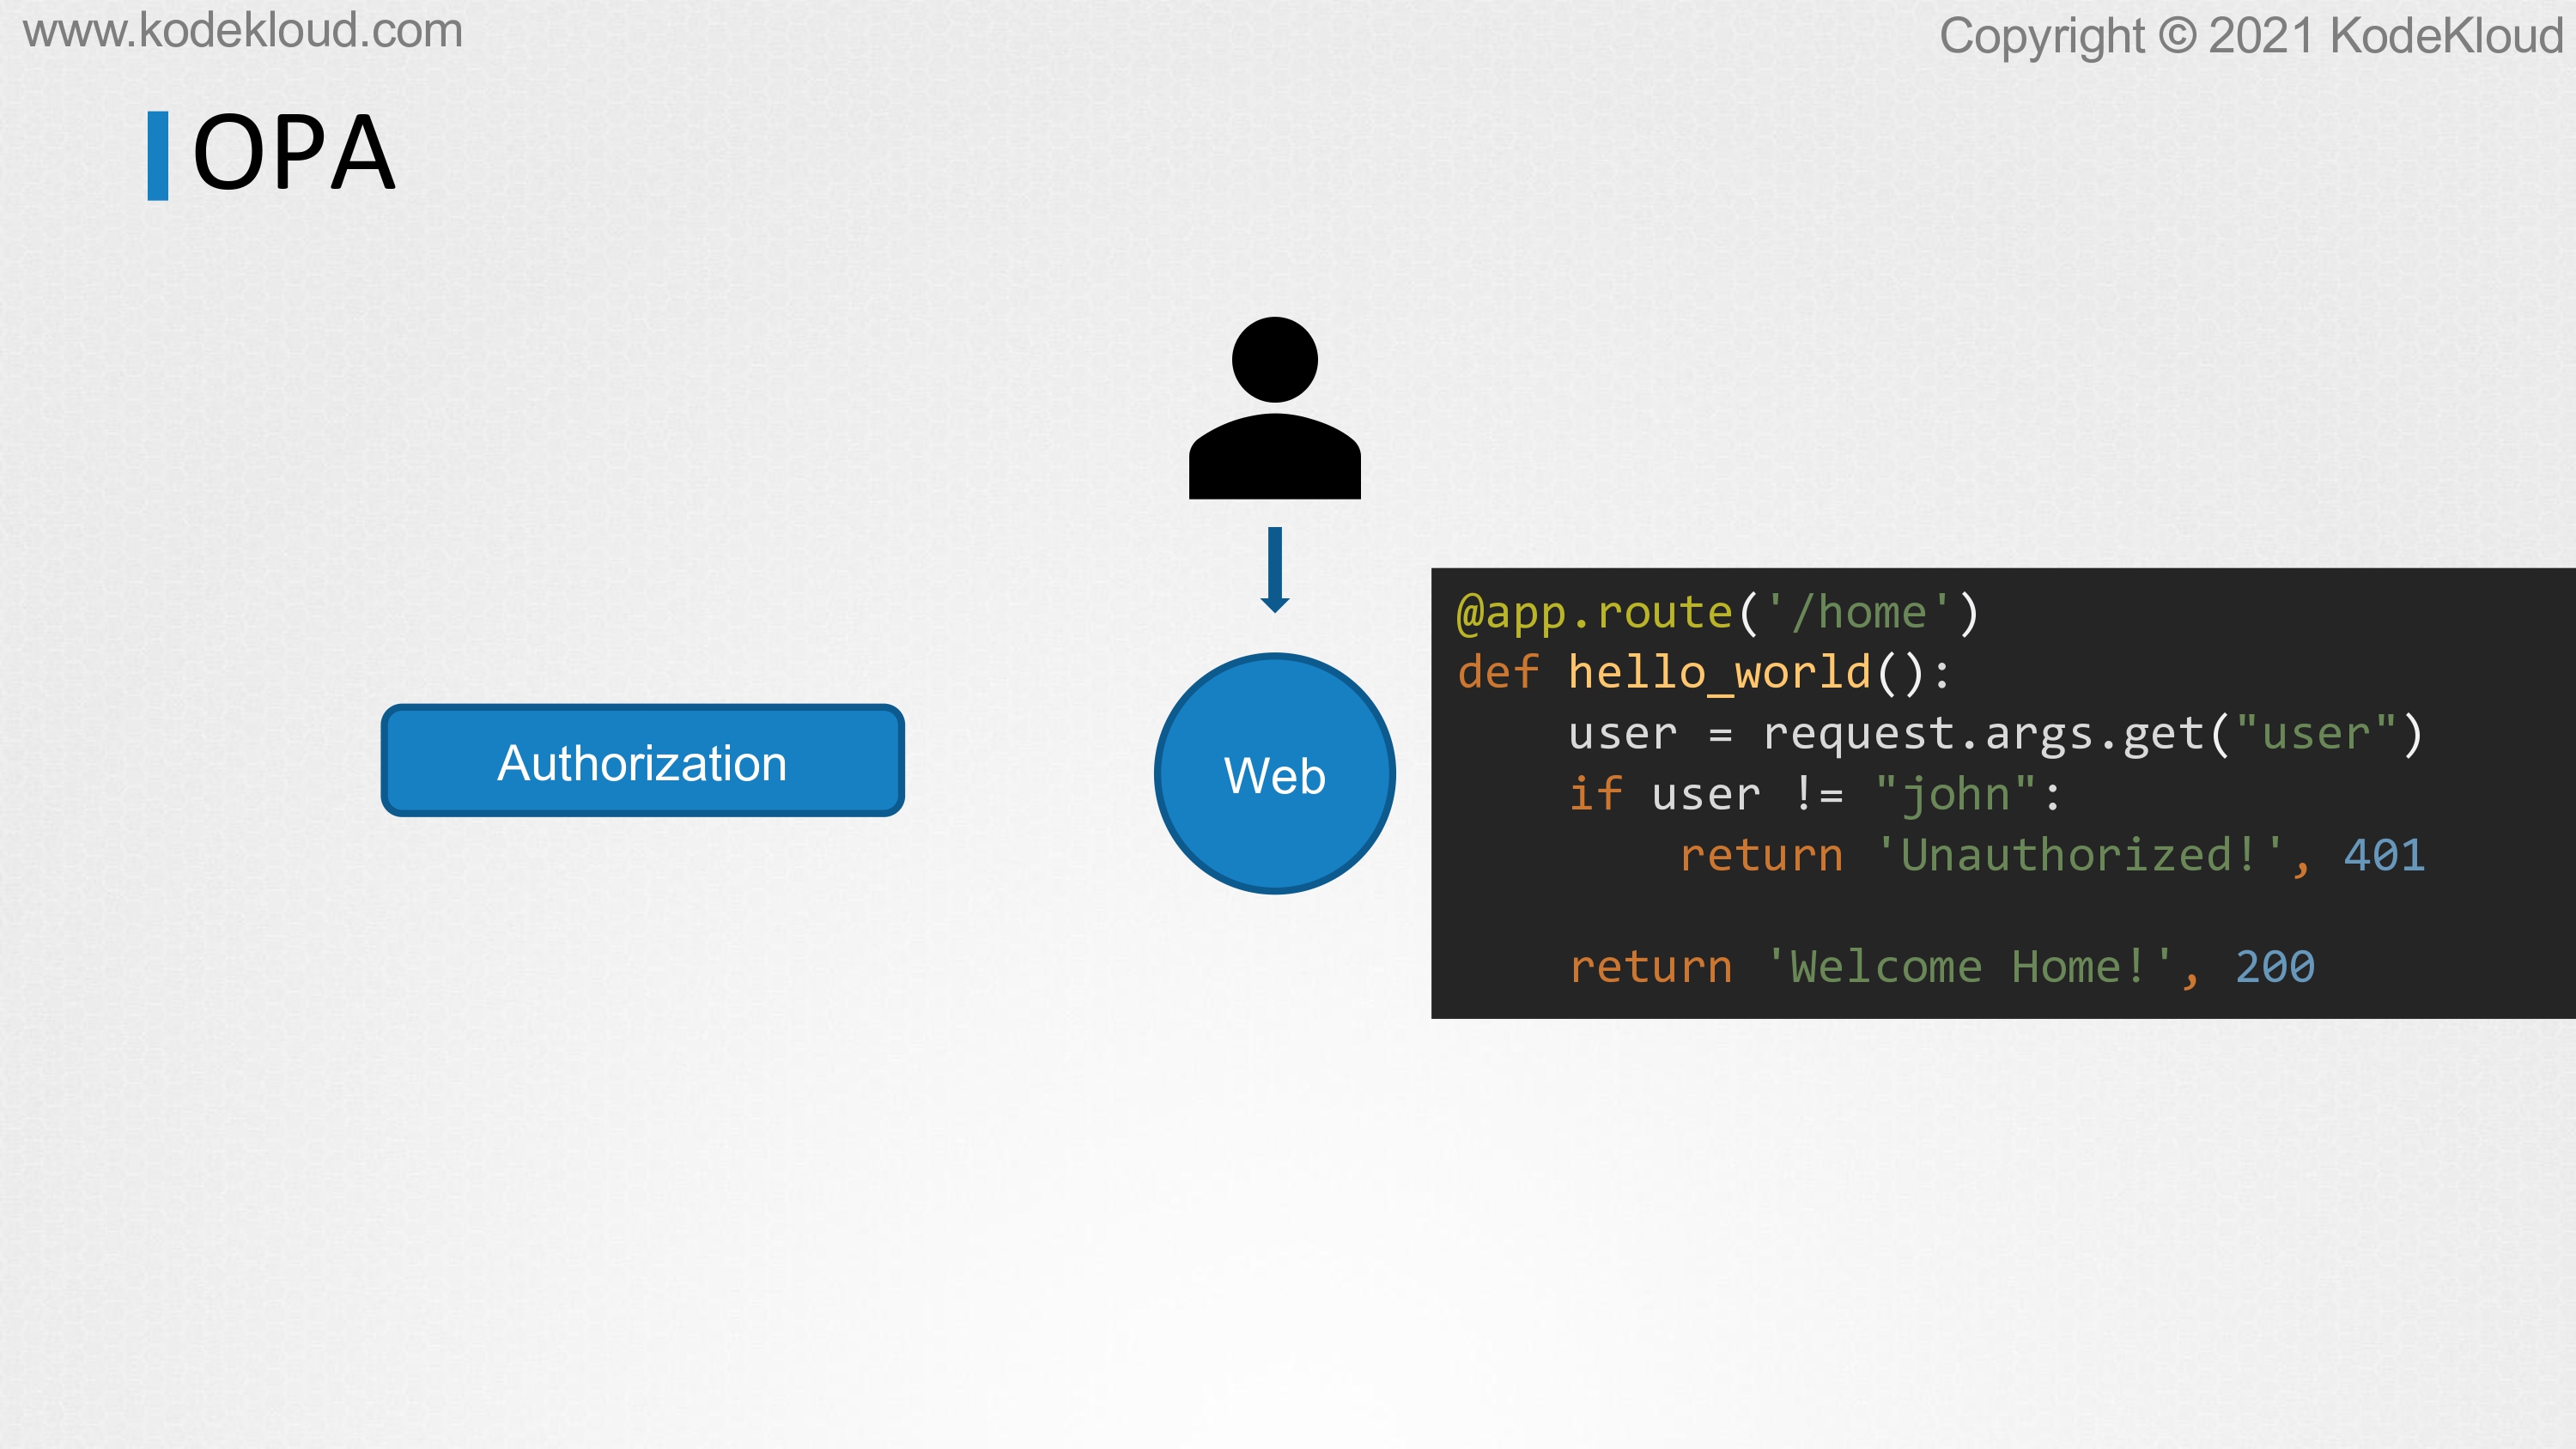 www.kodekloud.com
Copyright © 2021 KodeKloud
OPA
Authorization
Web
@app.route('/home')
def hello_world():
    user = request.args.get("user")
    if user != "john":
        return 'Unauthorized!', 401
    return 'Welcome Home!', 200